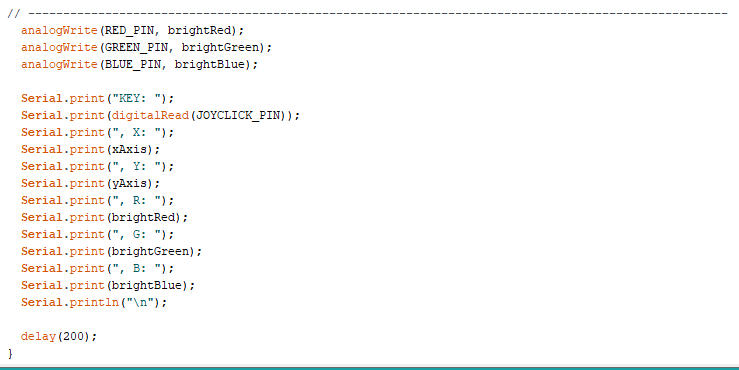 // ----------------------------------------------------------------------------------------------------
analogWrite(RED_PIN, brightRed);
analogWrite(GREEN_PIN, brightGreen);
analogWrite(BLUE_PIN, brightBlue);
Serial.print("KEY: ");
Serial.print(digitalRead(JOYCLICK_PIN));
Serial.print(", X: ");
Serial.print(xAxis);
Serial.print(", Y: ");
Serial.print(yAxis);
Serial.print(", R: ");
Serial.print(brightRed);
Serial.print(", G: ");
Serial.print(brightGreen);
Serial.print(", B: ");
Serial.print(brightBlue);
Serial.println("\n");
delay(200);
}